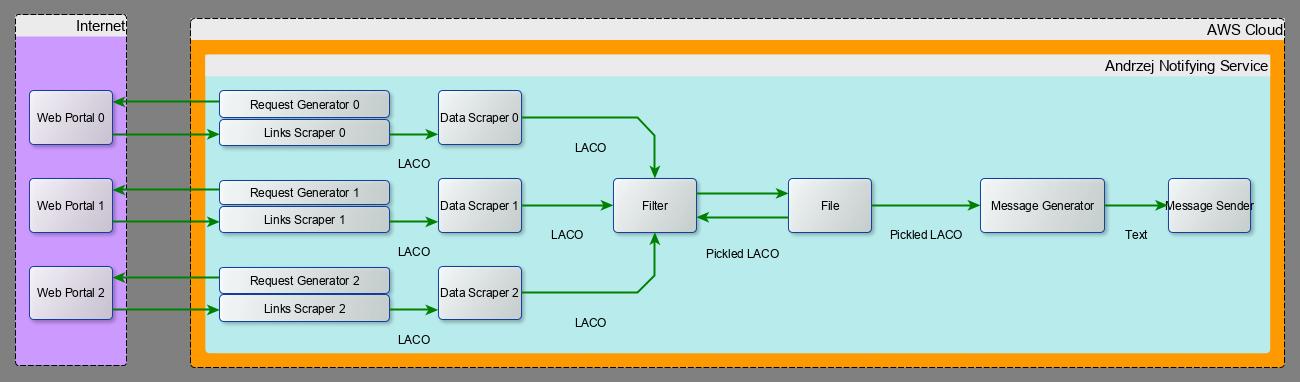 Internet
AWS Cloud
Andrzej Notifying Service
Web Portal 0
Request Generator 0
Links Scraper 0
Data Scraper 0
LACO
LACO
Web Portal 1
Request Generator 1
Links Scraper 1
Data Scraper 1
Filter
File
Message Generator
Message Sender
LACO
LACO
Pickled LACO
Pickled LACO
Text
Web Portal 2
Request Generator 2
Links Scraper 2
Data Scraper 2
LACO
LACO